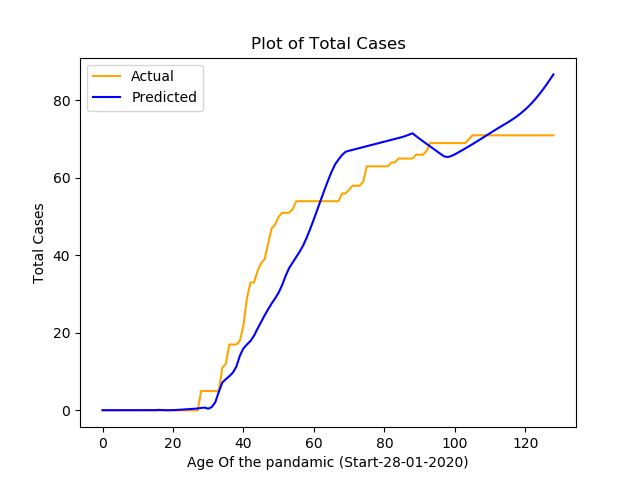 Plot of Total Cases
Actual
Predicted
80
60
40
20
0
Total Cases
0 20 40 60 80 100 120
Age Of the pandamic (Start-28-01-2020)